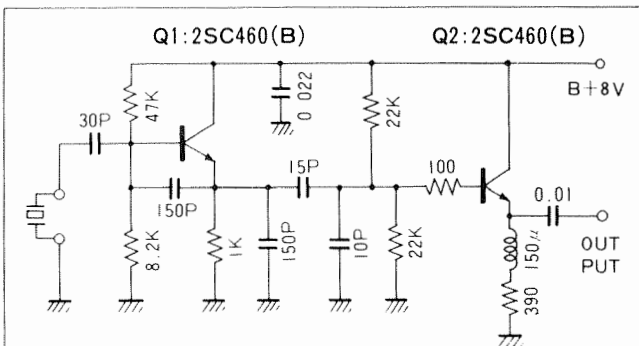 Q1:2SC460(B)
Q2:2SC460(B)
B+8V
30P
47K
0.022
22K
15P
100
0.01
150P
8.2K
1K
150P
10P
22K
150μ
390
OUT
PUT